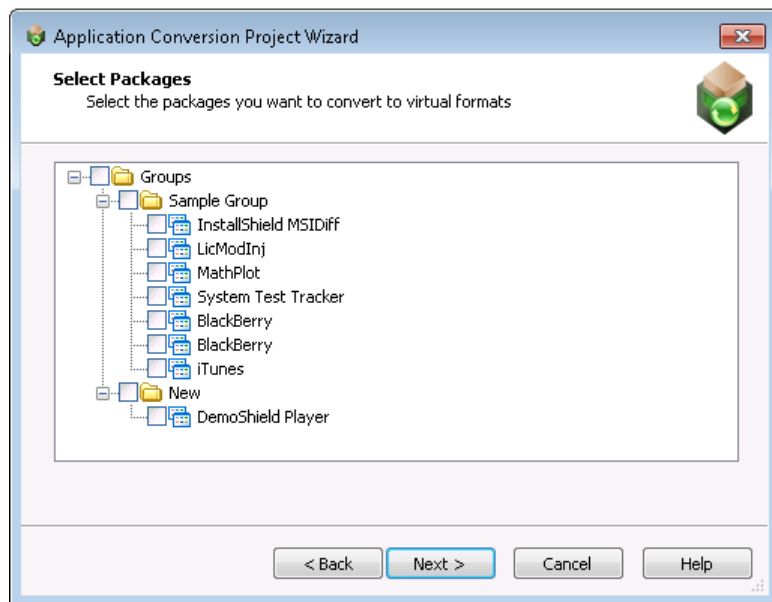 Application Conversion Project Wizard
Select Packages
Select the packages you want to convert to virtual formats
Groups
Sample Group
InstallShield MSIDiff
LicModInj
MathPlot
System Test Tracker
BlackBerry
BlackBerry
iTunes
New
DemoShield Player
< Back Next > Cancel Help